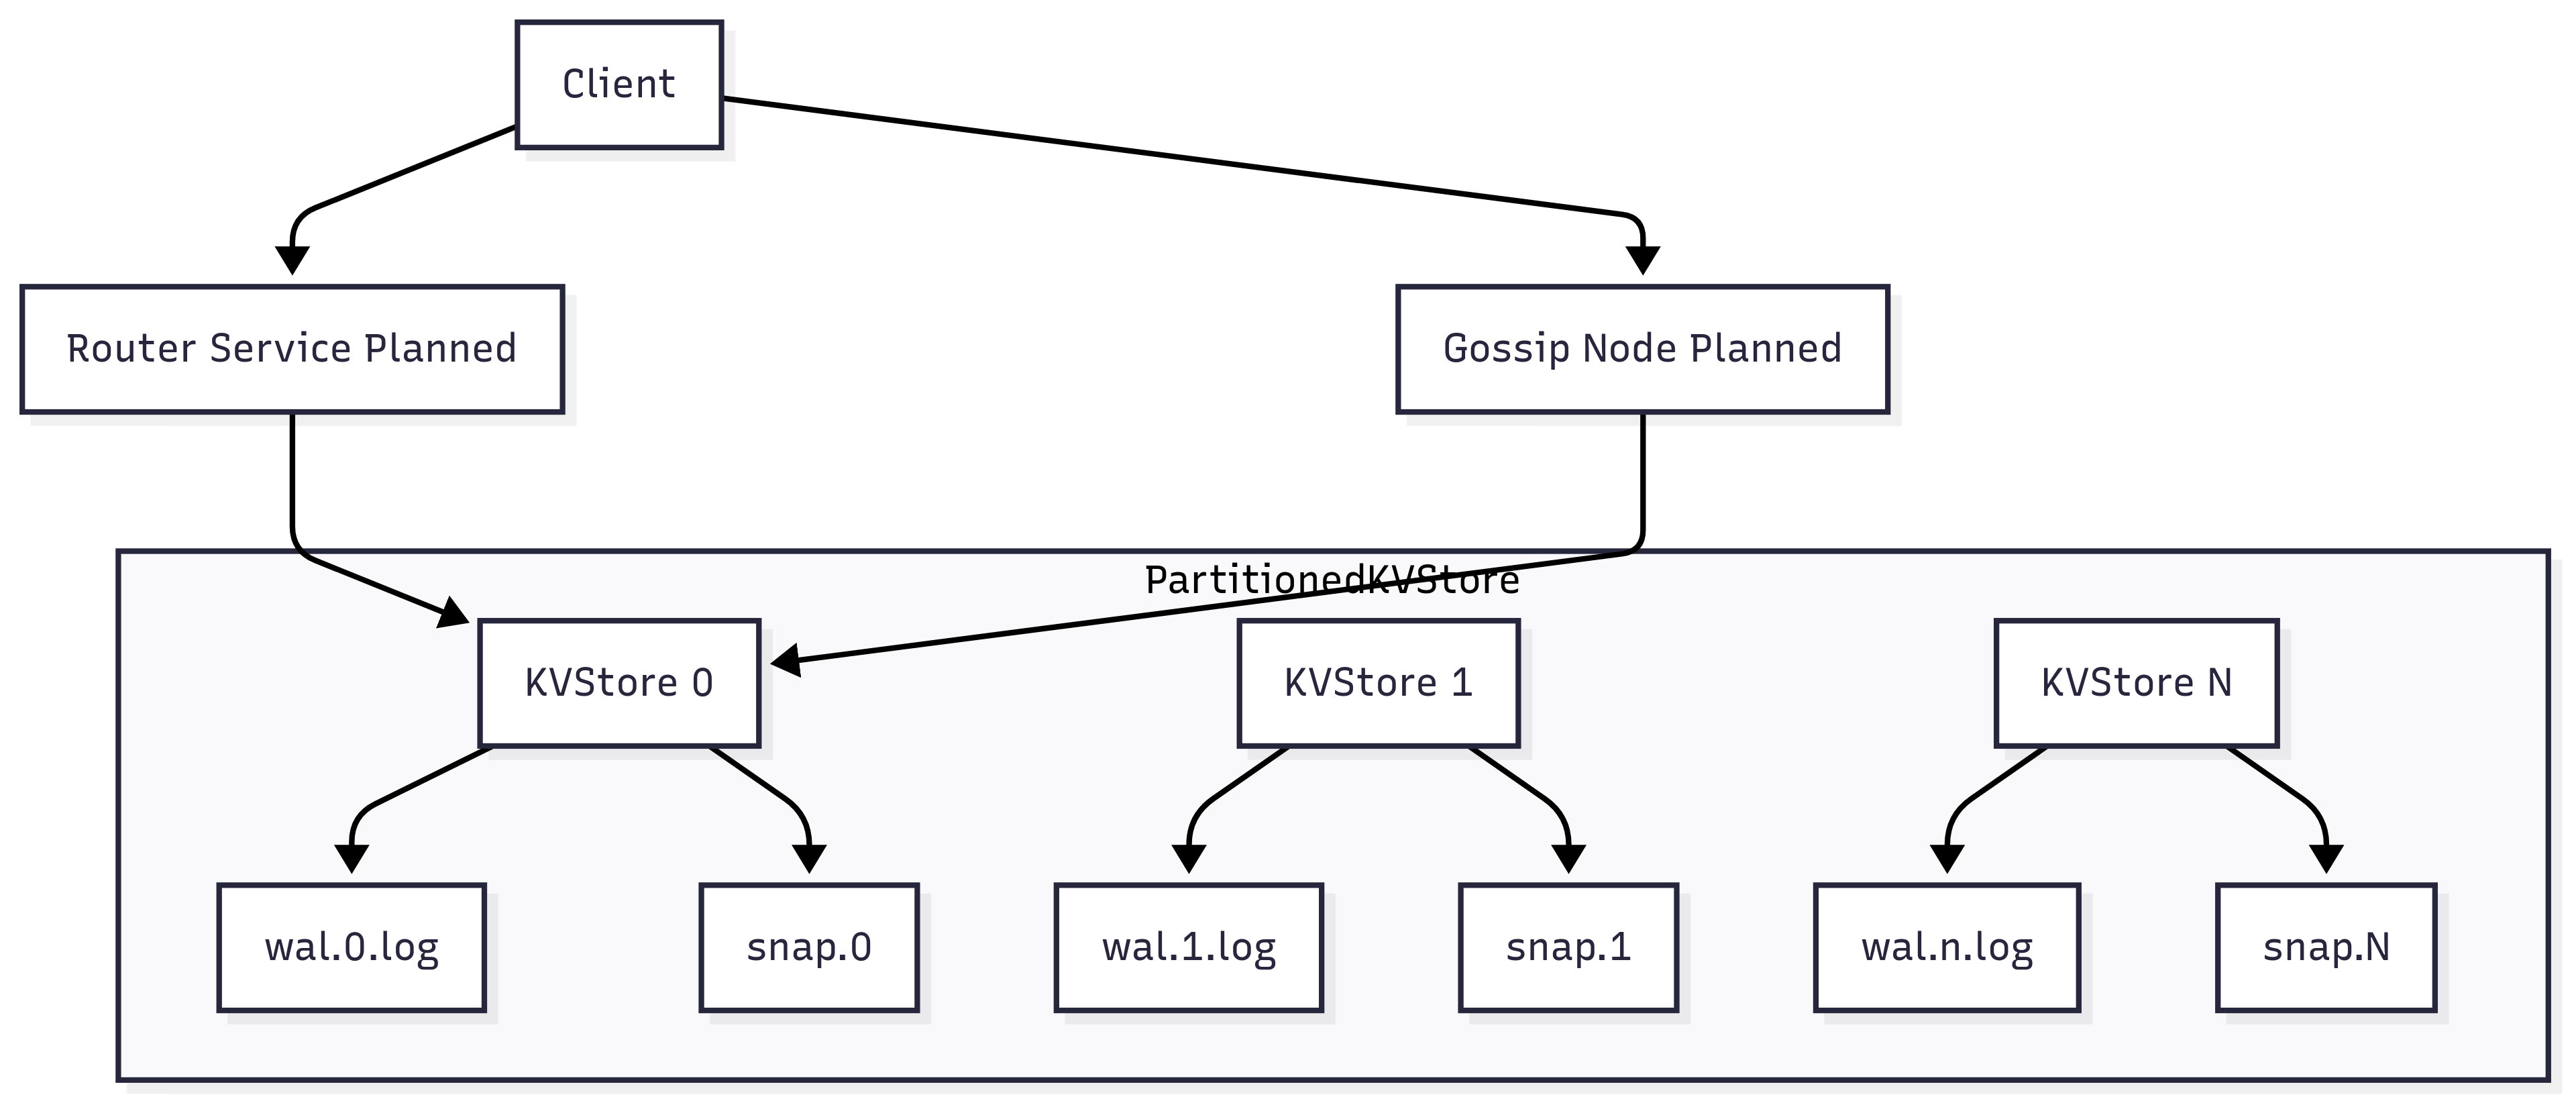 Client
Router Service Planned
Gossip Node Planned
PartitionedKVStore
KVStore 0
KVStore 1
KVStore N
wal.0.log
snap.0
wal.1.log
snap.1
wal.n.log
snap.N